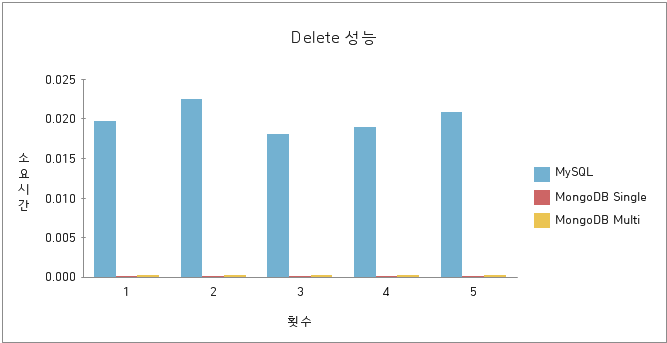 Delete 성능
0.025
0.020
0.015
0.010
0.005
0.000
소요시간
1 2 3 4 5
횟수
MySQL
MongoDB Single
MongoDB Multi